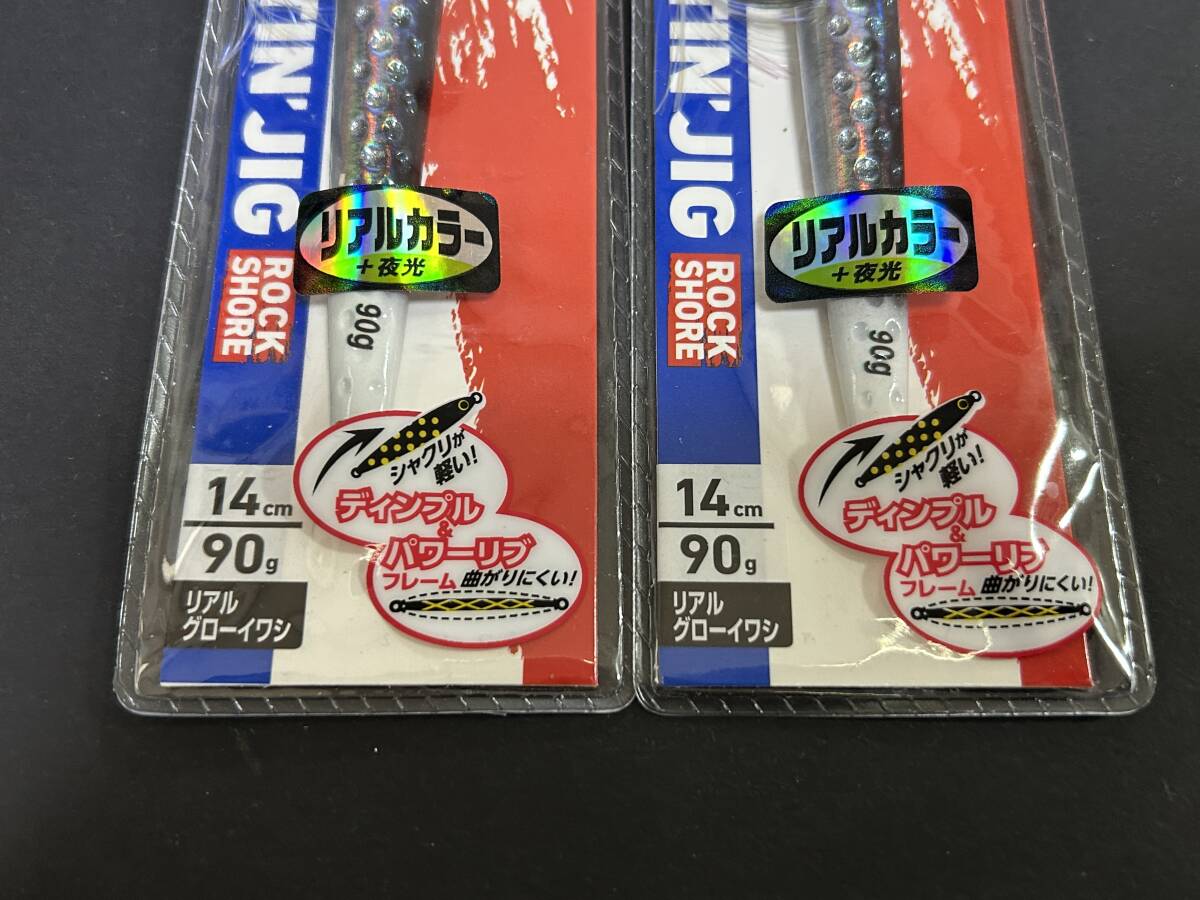 TIN'JIG
ROCK
SHORE
リアルカラー
+夜光
90g
シャクリが
軽い!
ディンプル
&
パワーリブ
フレーム 曲がりにくい!
14cm
90g
リアル
グローイワシ
TIN'JIG
ROCK
SHORE
リアルカラー
+夜光
90g
シャクリが
軽い!
ディンプル
&
パワーリブ
フレーム 曲がりにくい!
14cm
90g
リアル
グローイワシ